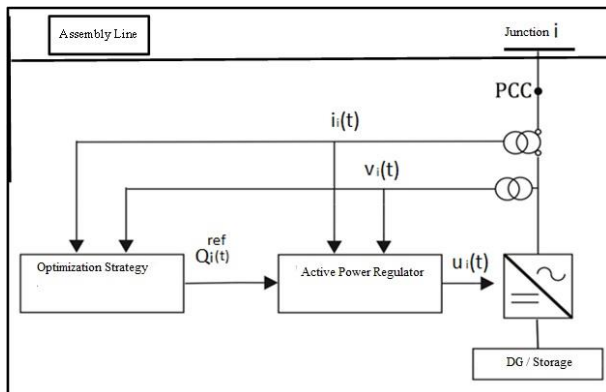 Assembly Line
Junction i
PCC
ii(t)
vi(t)
Qi(t)ref
ui(t)
Optimization Strategy
Active Power Regulator
DG / Storage